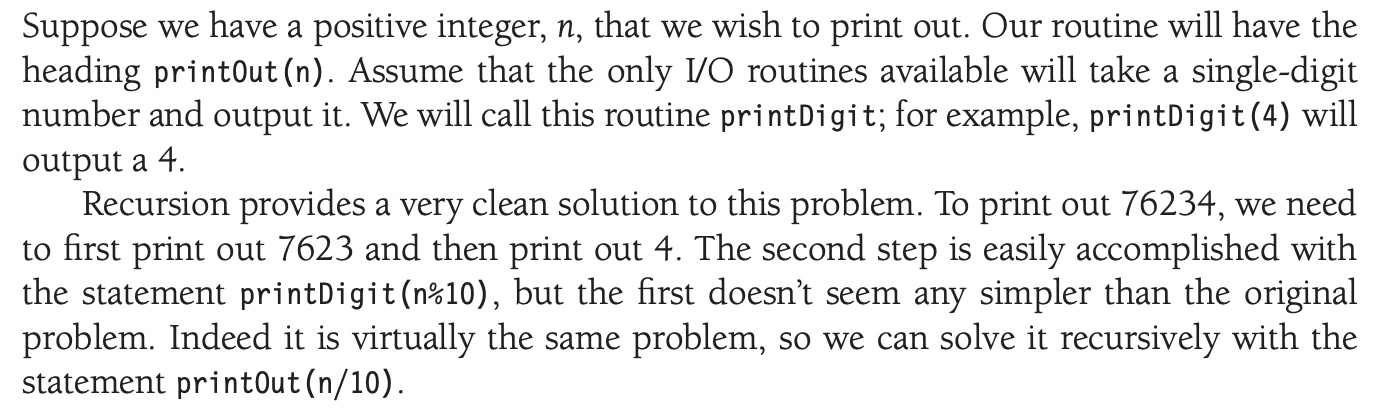 Suppose we have a positive integer, n, that we wish to print out. Our routine will have the
heading printOut(n). Assume that the only I/O routines available will take a single-digit
number and output it. We will call this routine printDigit; for example, printDigit(4) will
output a 4.
Recursion provides a very clean solution to this problem. To print out 76234, we need
to first print out 7623 and then print out 4. The second step is easily accomplished with
the statement printDigit(n%10), but the first doesn’t seem any simpler than the original
problem. Indeed it is virtually the same problem, so we can solve it recursively with the
statement printOut(n/10).